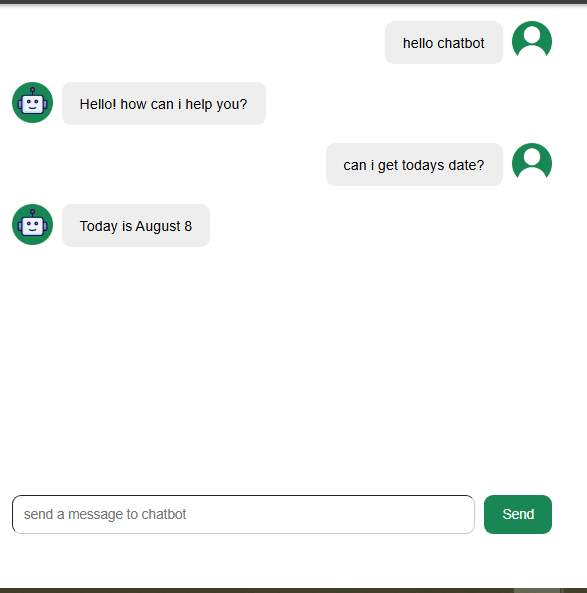 hello chatbot
Hello! how can i help you?
can i get todays date?
Today is August 8
send a message to chatbot
Send